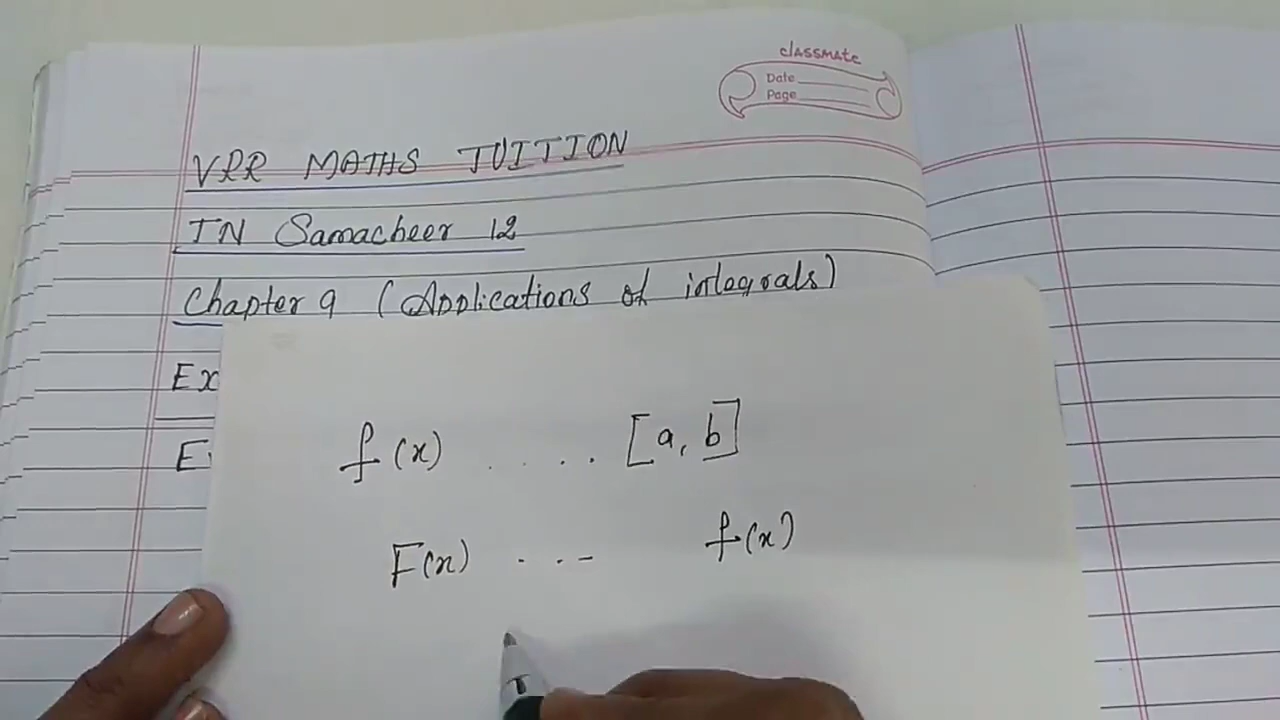 classmate
Date
Page
VRR MATHS TUITION
TN Samacheer 12
Chapter 9 (Applications of integrals)
Ex
f(x) .... [a, b]
F(x) ... f(x)